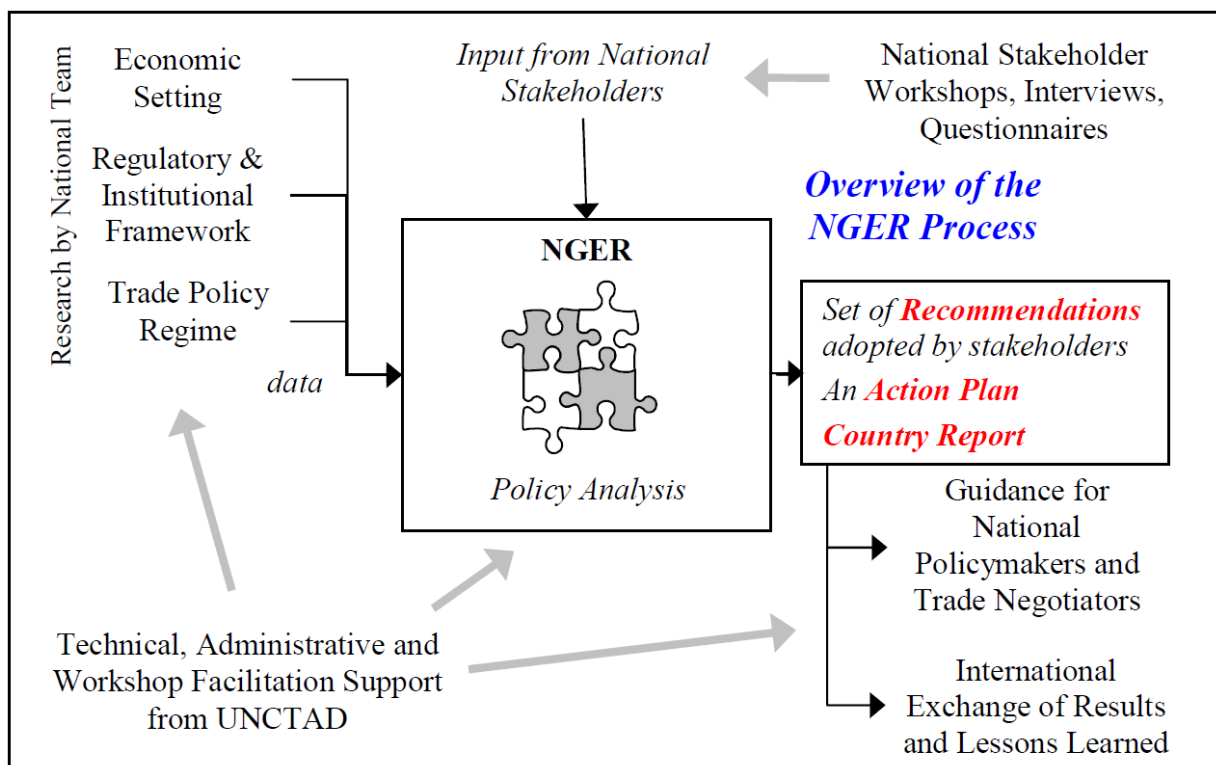 Research by National Team
Economic
Setting
Regulatory &
Institutional
Framework
Trade Policy
Regime
data
Input from National
Stakeholders
National Stakeholder
Workshops, Interviews,
Questionnaires
Overview of the
NGER Process
NGER
Policy Analysis
Set of Recommendations
adopted by stakeholders
An Action Plan
Country Report
Guidance for
National
Policymakers and
Trade Negotiators
International
Exchange of Results
and Lessons Learned
Technical, Administrative and
Workshop Facilitation Support
from UNCTAD